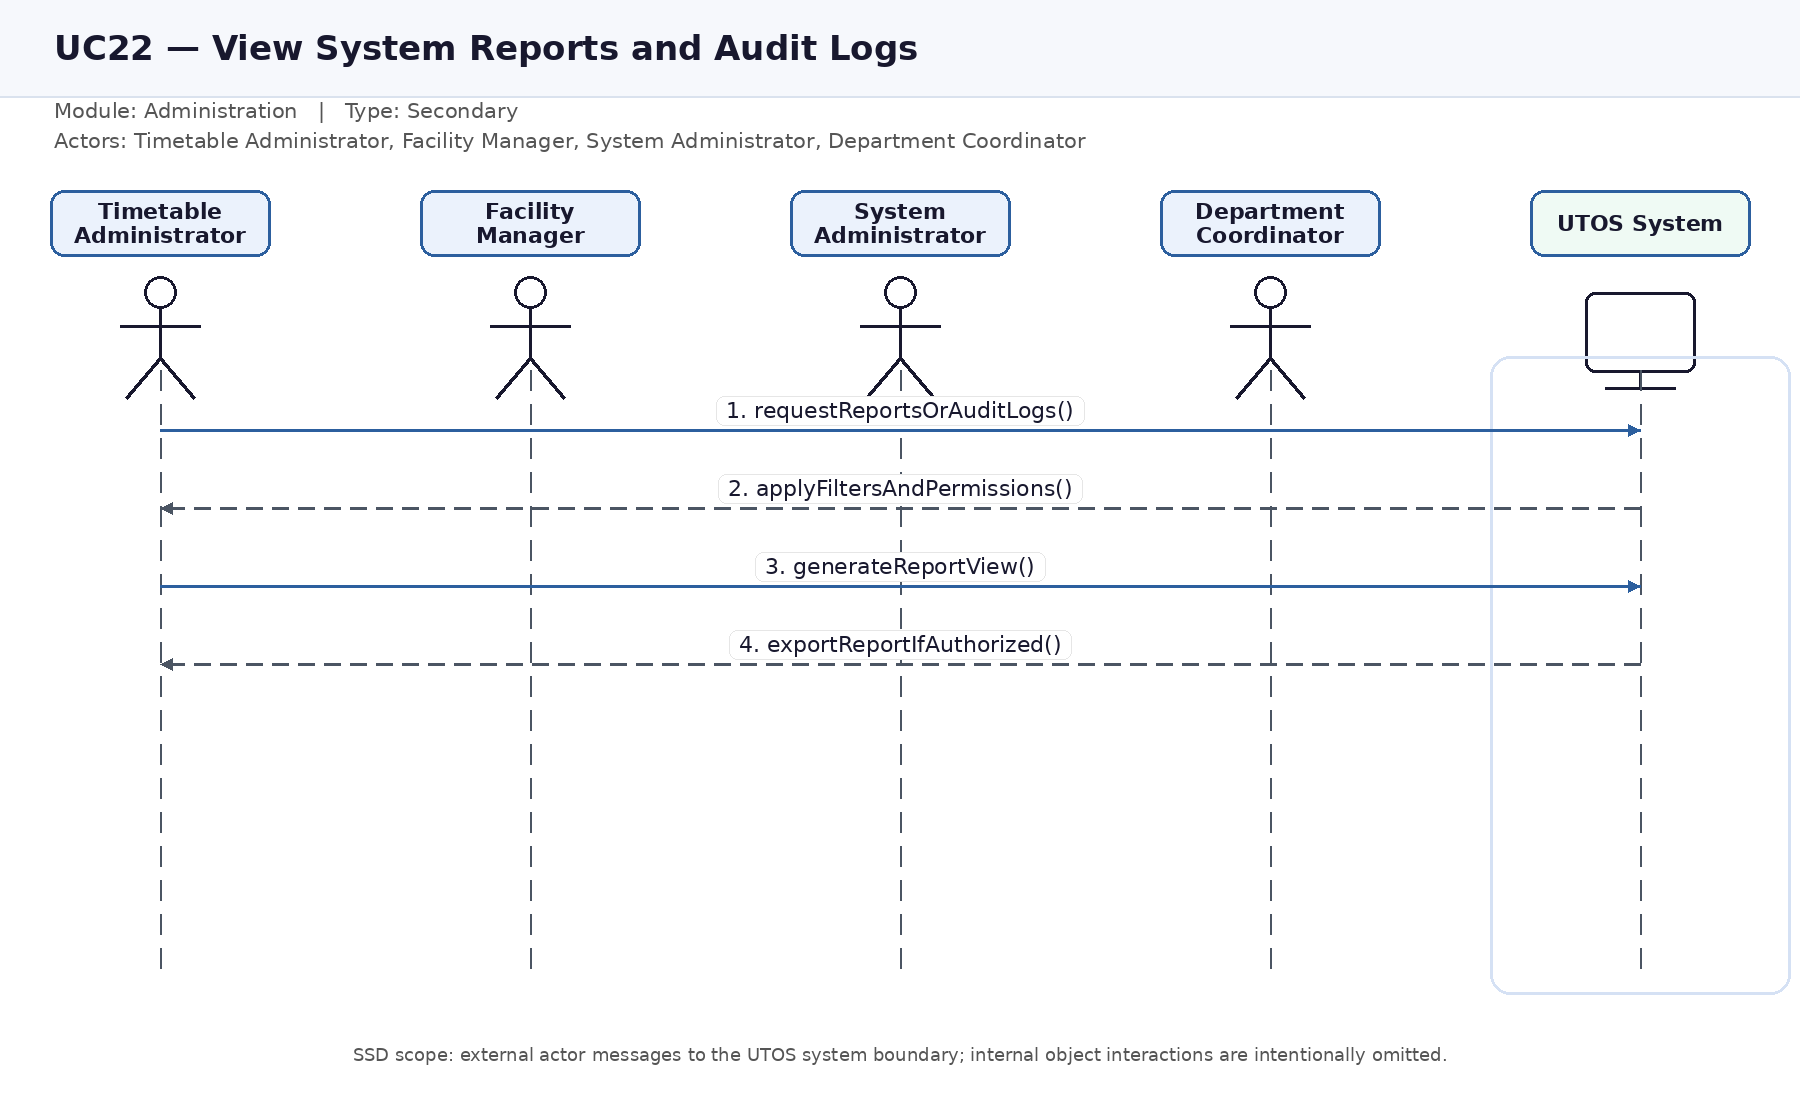 UC22 — View System Reports and Audit Logs
Module: Administration | Type: Secondary
Actors: Timetable Administrator, Facility Manager, System Administrator, Department Coordinator
Timetable
Administrator
Facility
Manager
System
Administrator
Department
Coordinator
UTOS System
1. requestReportsOrAuditLogs()
2. applyFiltersAndPermissions()
3. generateReportView()
4. exportReportIfAuthorized()
SSD scope: external actor messages to the UTOS system boundary; internal object interactions are intentionally omitted.